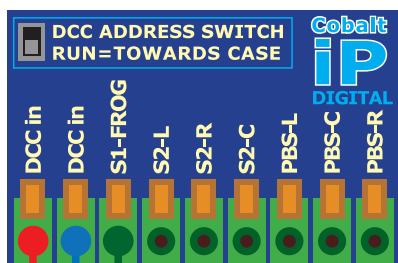 DCC ADDRESS SWITCH
RUN=TOWARDS CASE
Cobalt
iP
DIGITAL
DCC in
DCC in
S1-FROG
S2-L
S2-R
S2-C
PBS-L
PBS-C
PBS-R